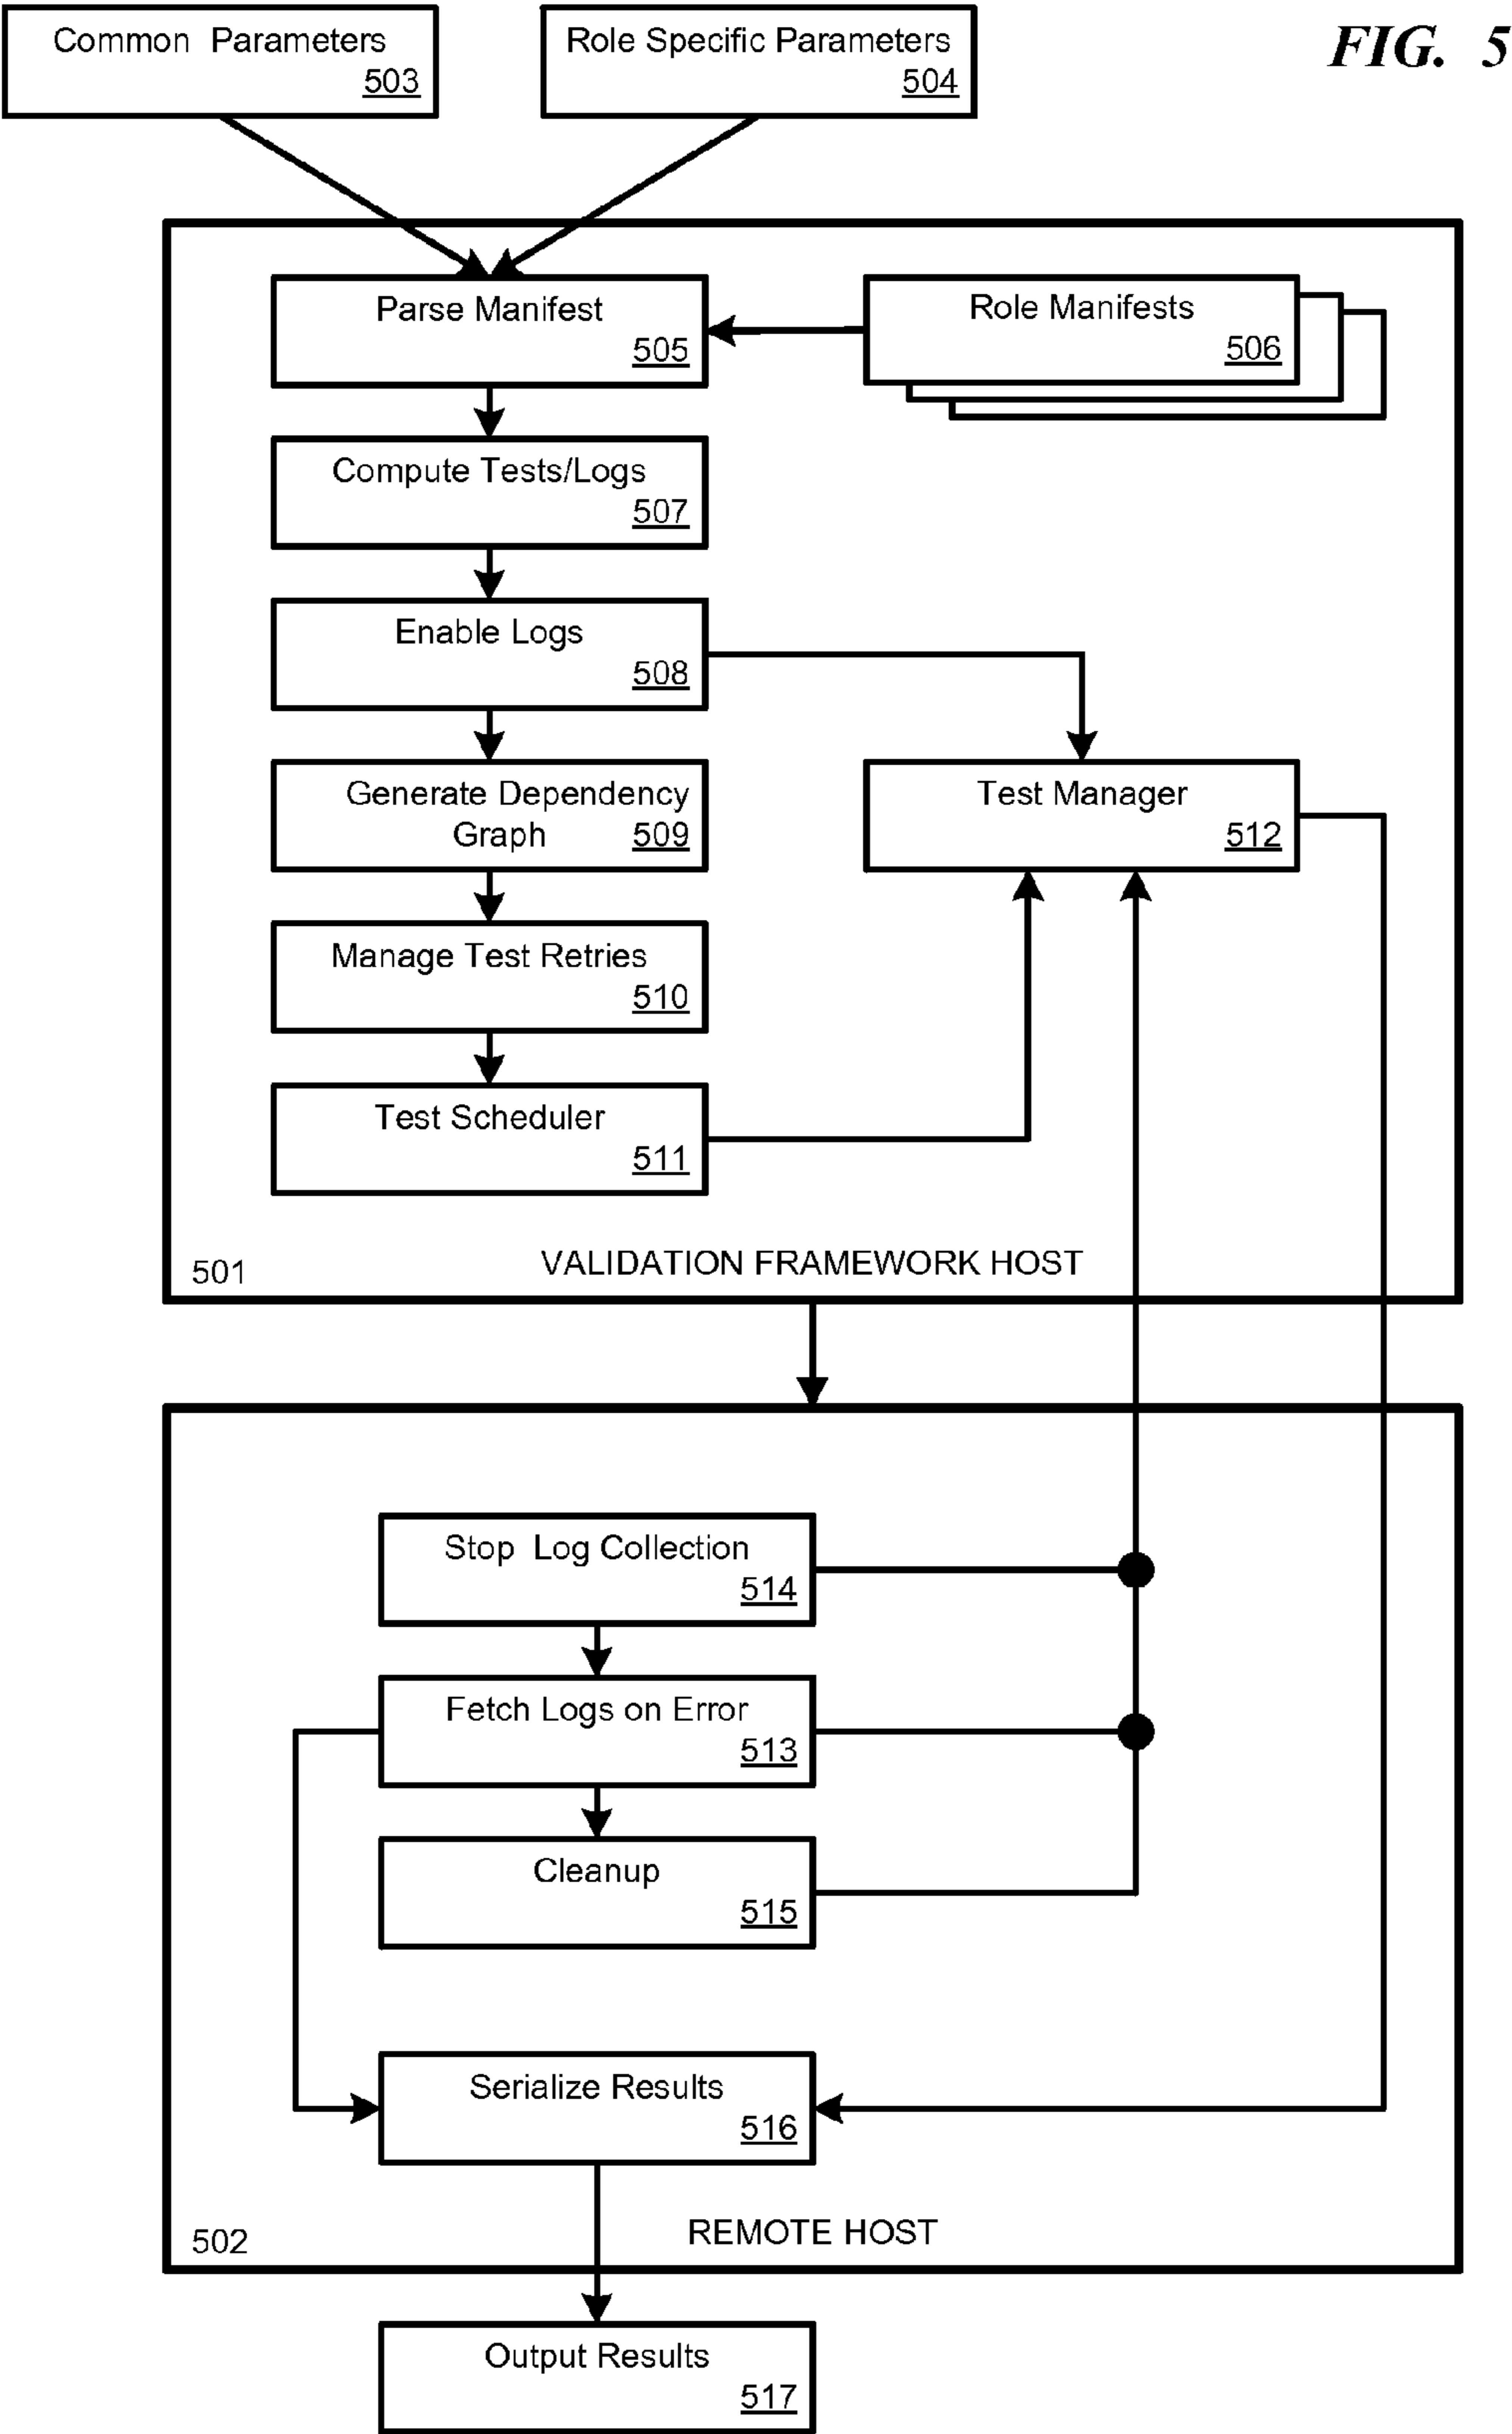 FIG. 5
Common Parameters
503
Role Specific Parameters
504
Parse Manifest
505
Role Manifests
506
Compute Tests/Logs
507
Enable Logs
508
Generate Dependency
Graph 509
Test Manager
512
Manage Test Retries
510
Test Scheduler
511
501
VALIDATION FRAMEWORK HOST
Stop Log Collection
514
Fetch Logs on Error
513
Cleanup
515
Serialize Results
516
502
REMOTE HOST
Output Results
517